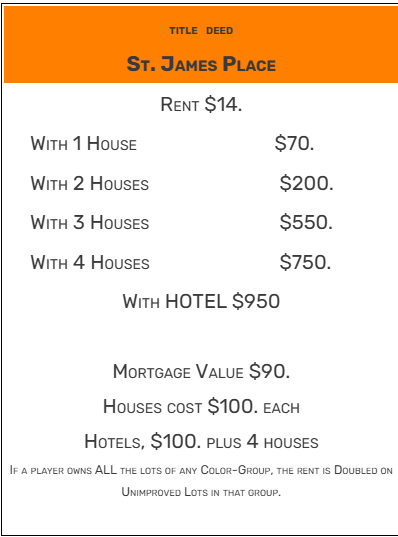 TITLE DEED
ST. JAMES PLACE
RENT $14.
WITH 1 HOUSE $70.
WITH 2 HOUSES $200.
WITH 3 HOUSES $550.
WITH 4 HOUSES $750.
WITH HOTEL $950
MORTGAGE VALUE $90.
HOUSES COST $100. EACH
HOTELS, $100. PLUS 4 HOUSES
IF A PLAYER OWNS ALL THE LOTS OF ANY COLOR-GROUP, THE RENT IS DOUBLED ON
UNIMPROVED LOTS IN THAT GROUP.